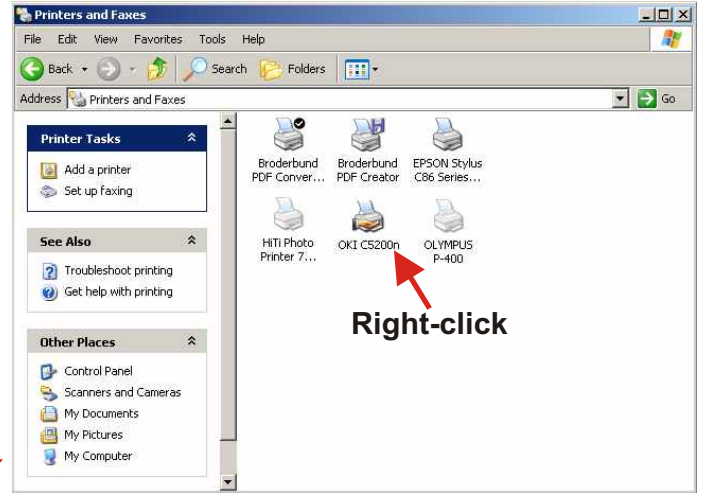 Printers and Faxes
File Edit View Favorites Tools Help
Back Search Folders
Address Printers and Faxes Go
Printer Tasks
Add a printer
Set up faxing
See Also
Troubleshoot printing
Get help with printing
Other Places
Control Panel
Scanners and Cameras
My Documents
My Pictures
My Computer
Broderbund
PDF Conver...
Broderbund
PDF Creator
EPSON Stylus
C86 Series...
HiTi Photo
Printer 7...
OKI C5200n
OLYMPUS
P-400
Right-click